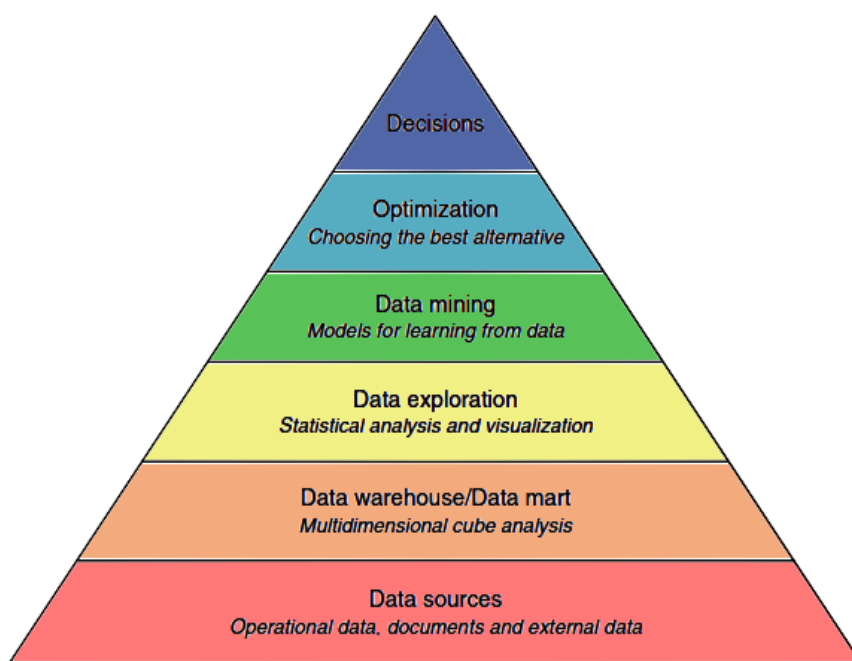 Decisions
Optimization
Choosing the best alternative
Data mining
Models for learning from data
Data exploration
Statistical analysis and visualization
Data warehouse/Data mart
Multidimensional cube analysis
Data sources
Operational data, documents and external data